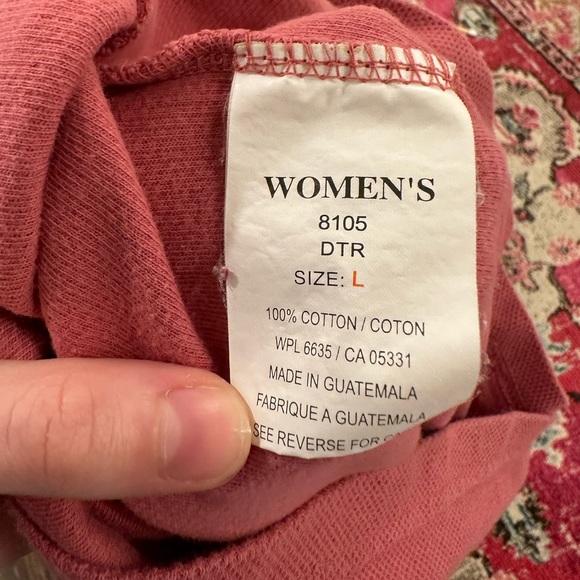 WOMEN'S
8105
DTR
SIZE: L
100% COTTON / COTON
WPL 6635 / CA 05331
MADE IN GUATEMALA
FABRIQUE A GUATEMALA
SEE REVERSE FOR